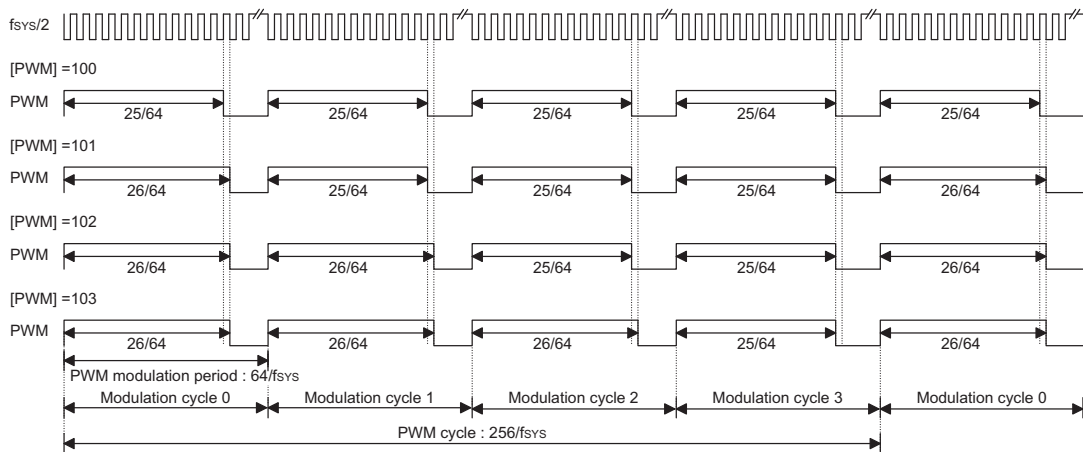 fSYS/2
[PWM] =100
PWM
25/64 25/64 25/64 25/64 25/64
[PWM] =101
PWM
26/64 25/64 25/64 25/64 26/64
[PWM] =102
PWM
26/64 26/64 25/64 25/64 26/64
[PWM] =103
PWM
26/64 26/64 26/64 25/64 26/64
PWM modulation period : 64/fSYS
Modulation cycle 0 Modulation cycle 1 Modulation cycle 2 Modulation cycle 3 Modulation cycle 0
PWM cycle : 256/fSYS